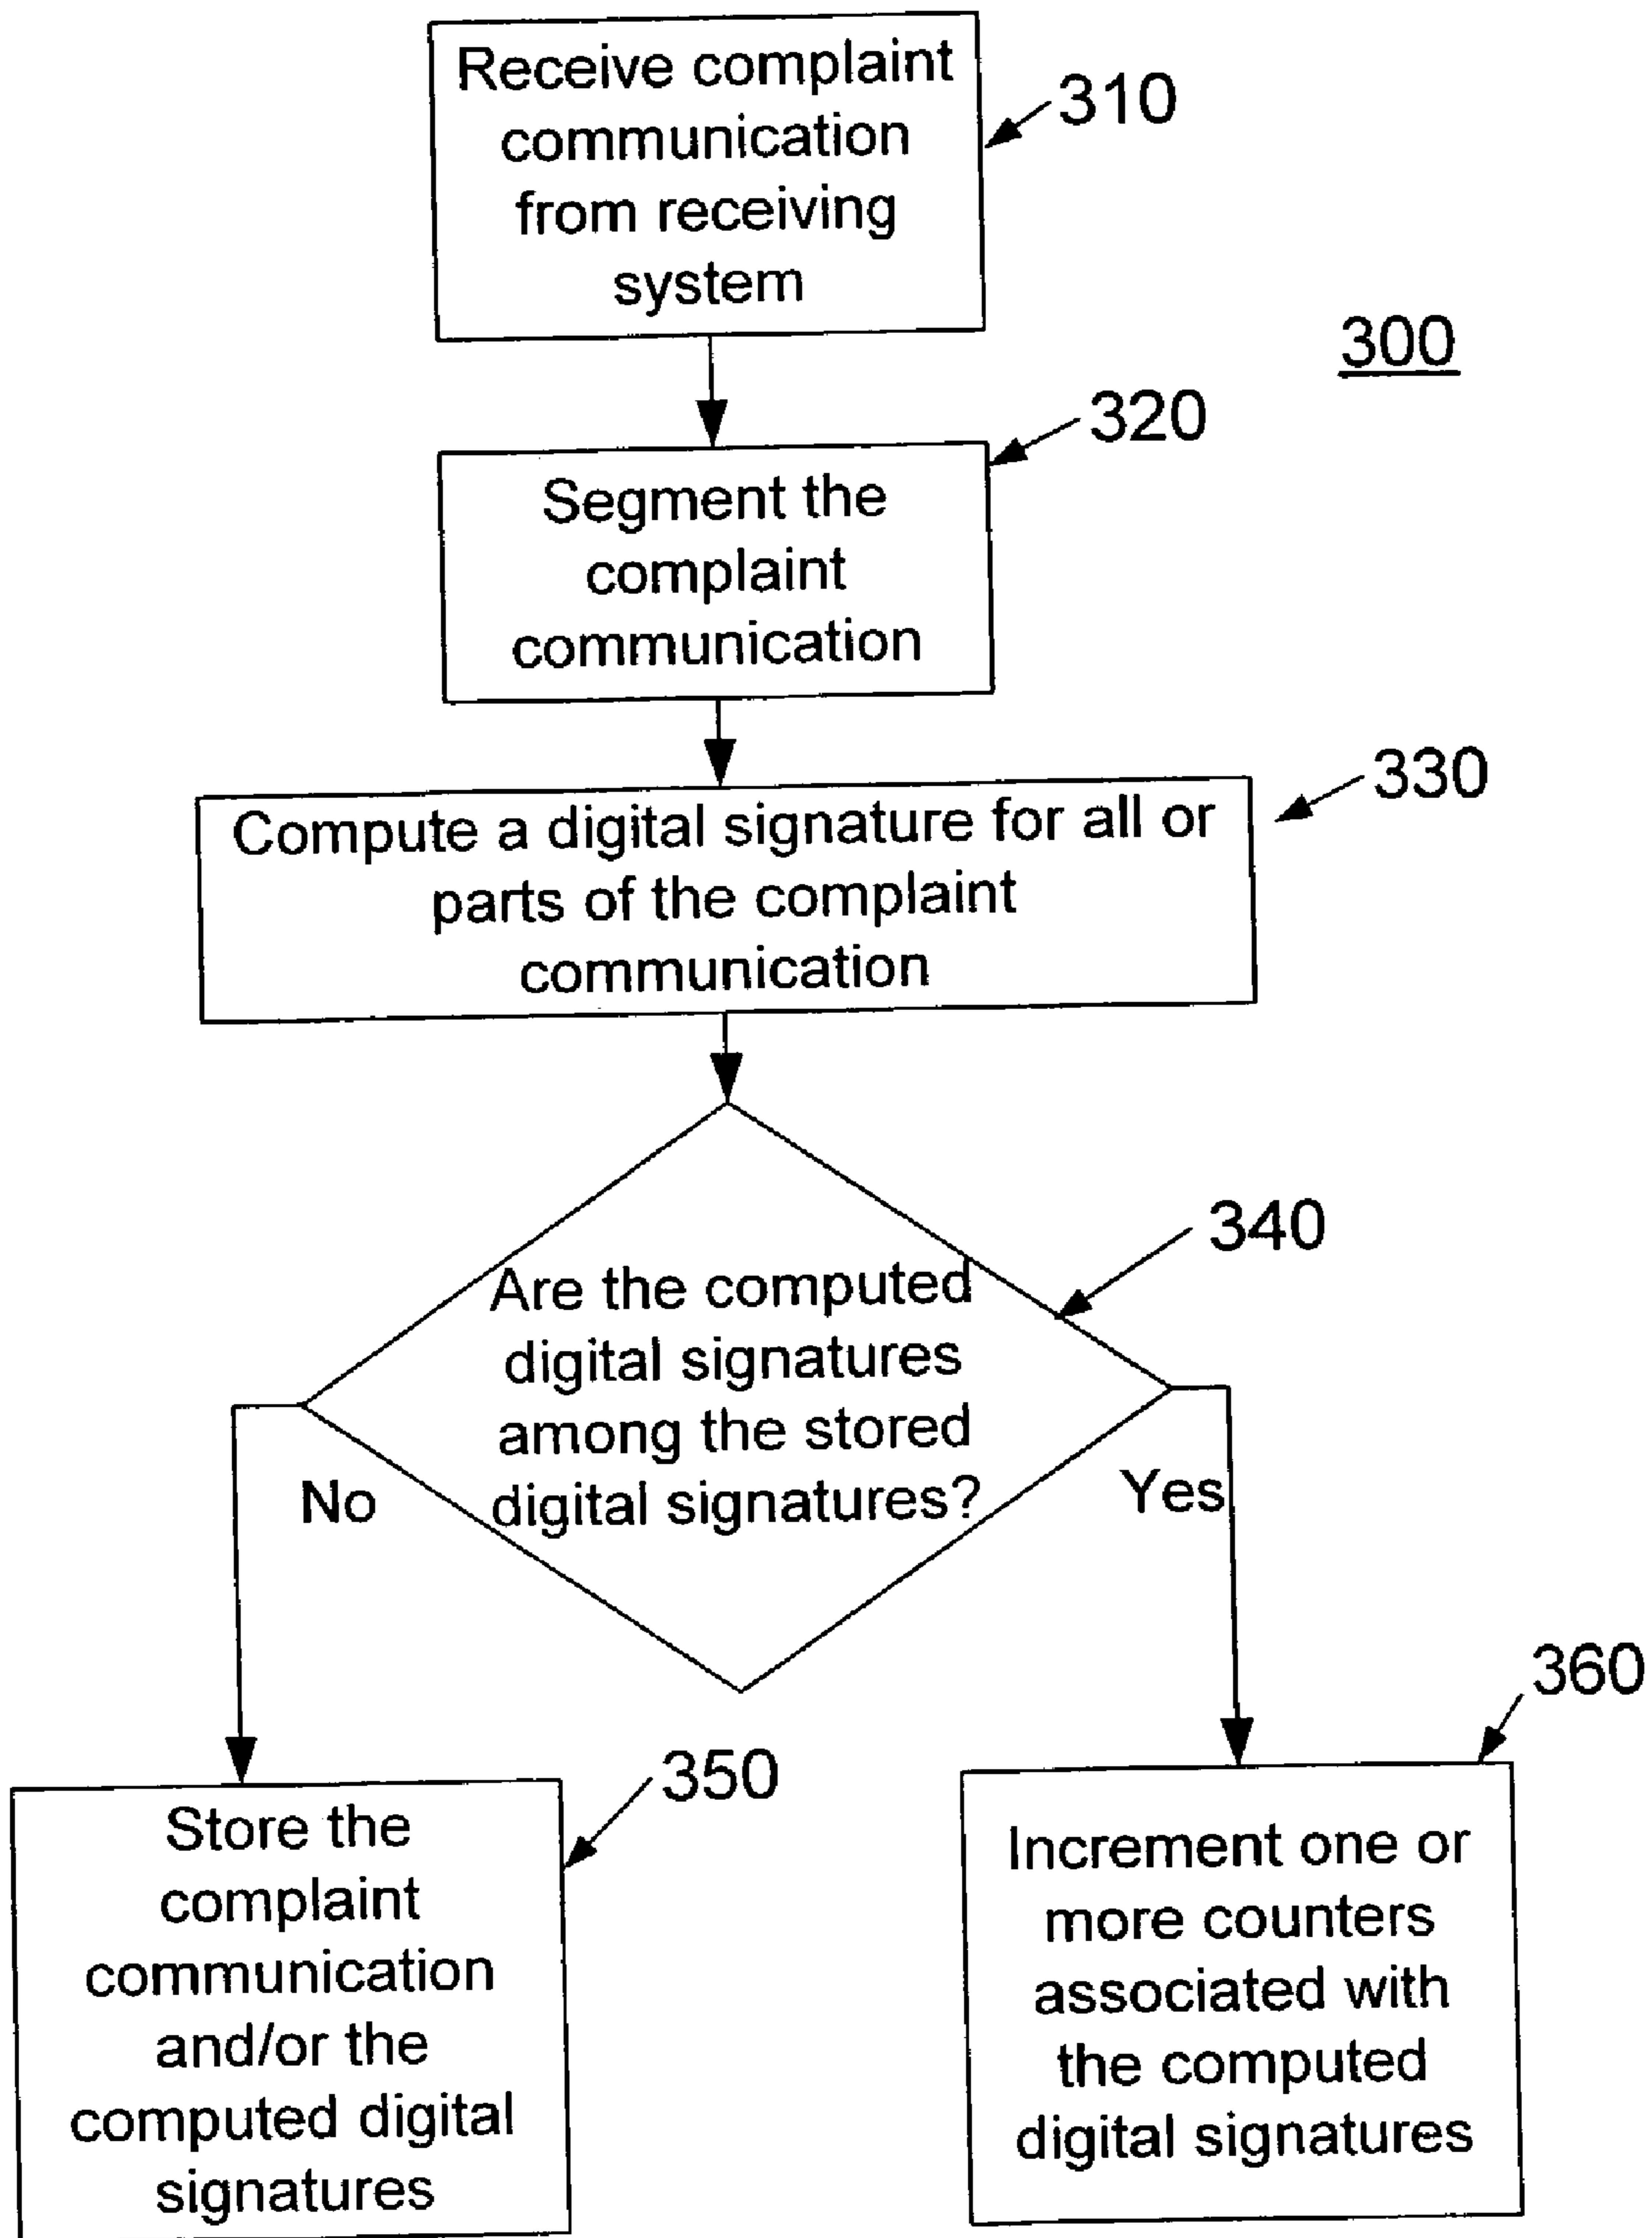 Receive complaint
communication
from receiving
system
310
300
320
Segment the
complaint
communication
330
Compute a digital signature for all or
parts of the complaint
communication
340
Are the computed
digital signatures
among the stored
digital signatures?
No
Yes
360
350
Store the
complaint
communication
and/or the
computed digital
signatures
Increment one or
more counters
associated with
the computed
digital signatures